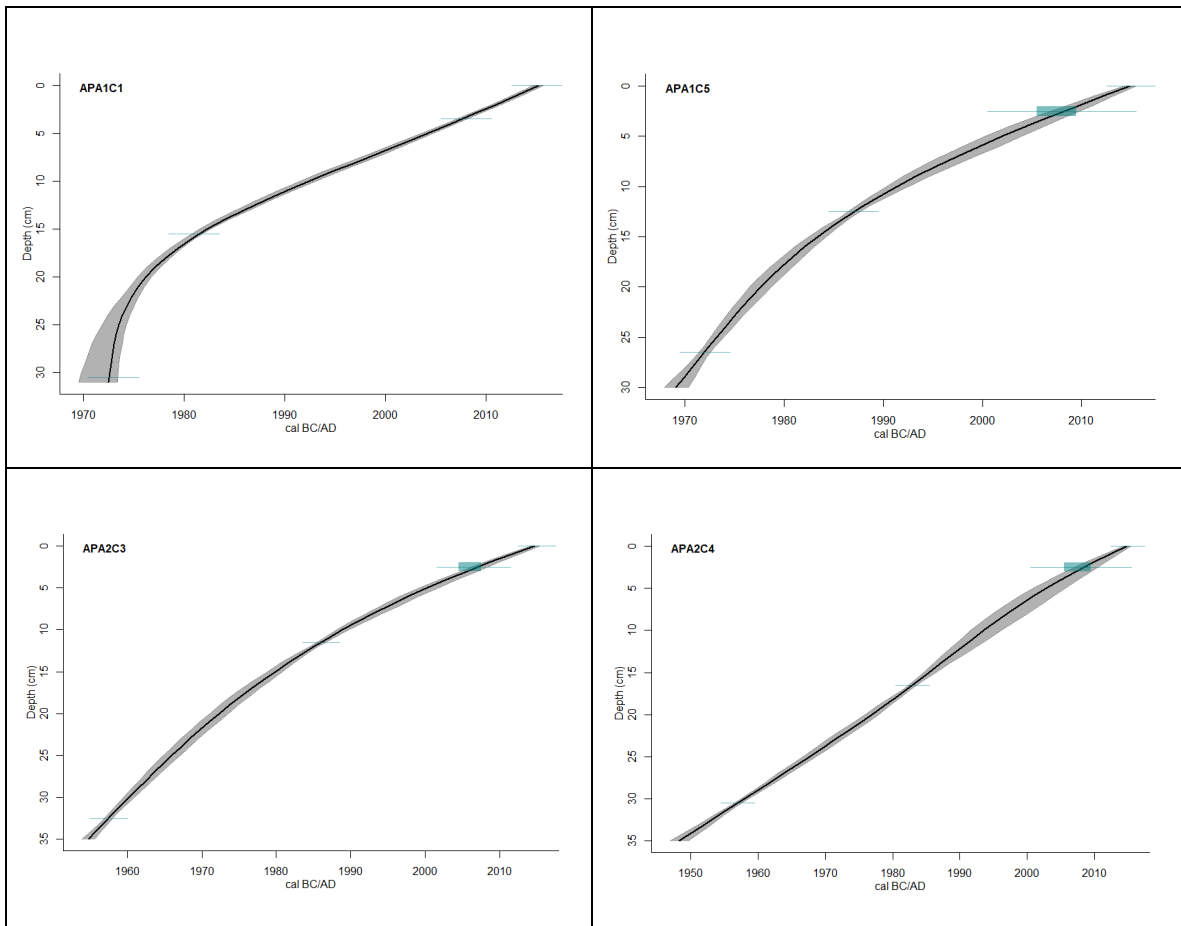 APA1C1
0
5
10
15
20
25
30
Depth (cm)
1970 1980 1990 2000 2010
cal BC/AD
APA1C5
0
5
10
15
20
25
30
Depth (cm)
1970 1980 1990 2000 2010
cal BC/AD
APA2C3
0
5
10
15
20
25
30
35
Depth (cm)
1960 1970 1980 1990 2000 2010
cal BC/AD
APA2C4
0
5
10
15
20
25
30
35
Depth (cm)
1950 1960 1970 1980 1990 2000 2010
cal BC/AD